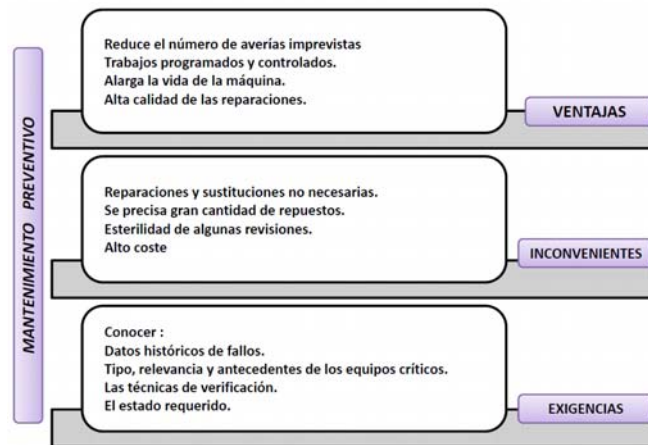 MANTENIMIENTO PREVENTIVO
Reduce el número de averías imprevistas
Trabajos programados y controlados.
Alarga la vida de la máquina.
Alta calidad de las reparaciones.
VENTAJAS
Reparaciones y sustituciones no necesarias.
Se precisa gran cantidad de repuestos.
Esterilidad de algunas revisiones.
Alto coste
INCONVENIENTES
Conocer :
Datos históricos de fallos.
Tipo, relevancia y antecedentes de los equipos críticos.
Las técnicas de verificación.
El estado requerido.
EXIGENCIAS